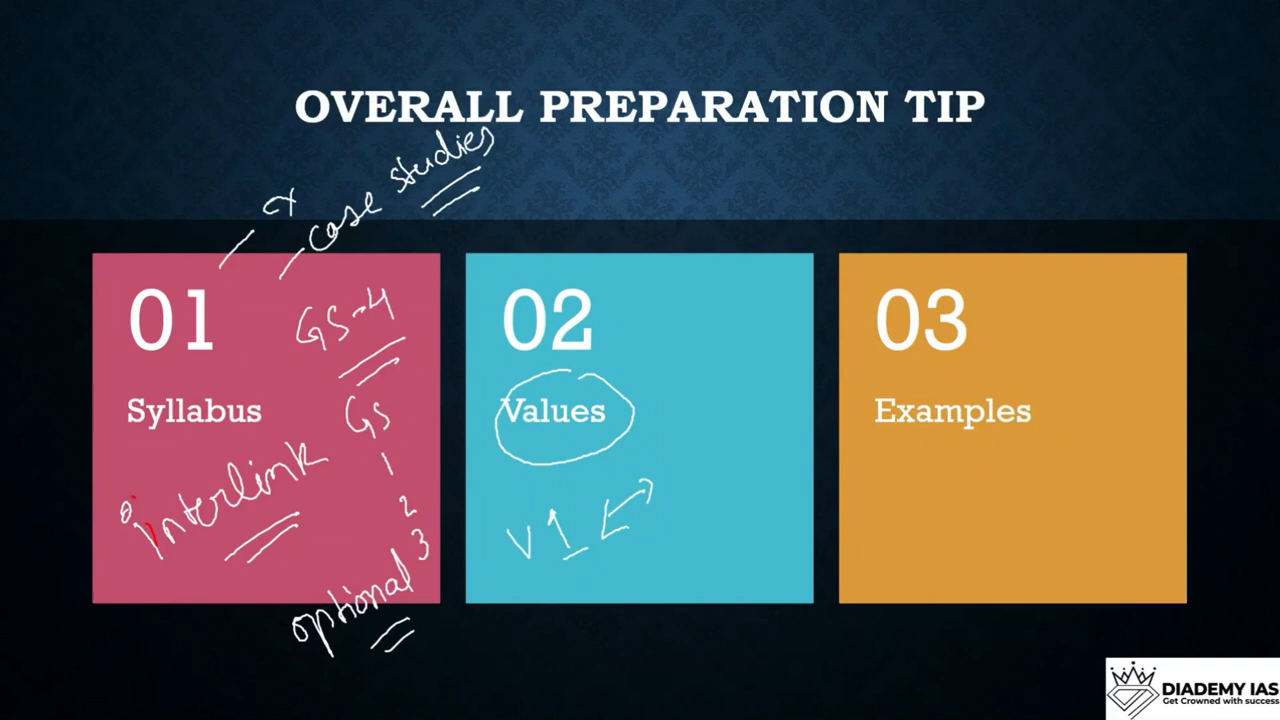 OVERALL PREPARATION TIP
ex
case studies
01
GS-4
Syllabus
GS
1
2
3
interlink
optional
02
Values
V1
03
Examples
DIADEMY IAS
Get Crowned with success